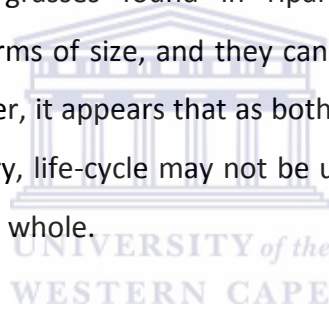 grasses found in ripa
rms of size, and they can
er, it appears that as both
ry, life-cycle may not be u
whole.
UNIVERSITY of the
WESTERN CAPE